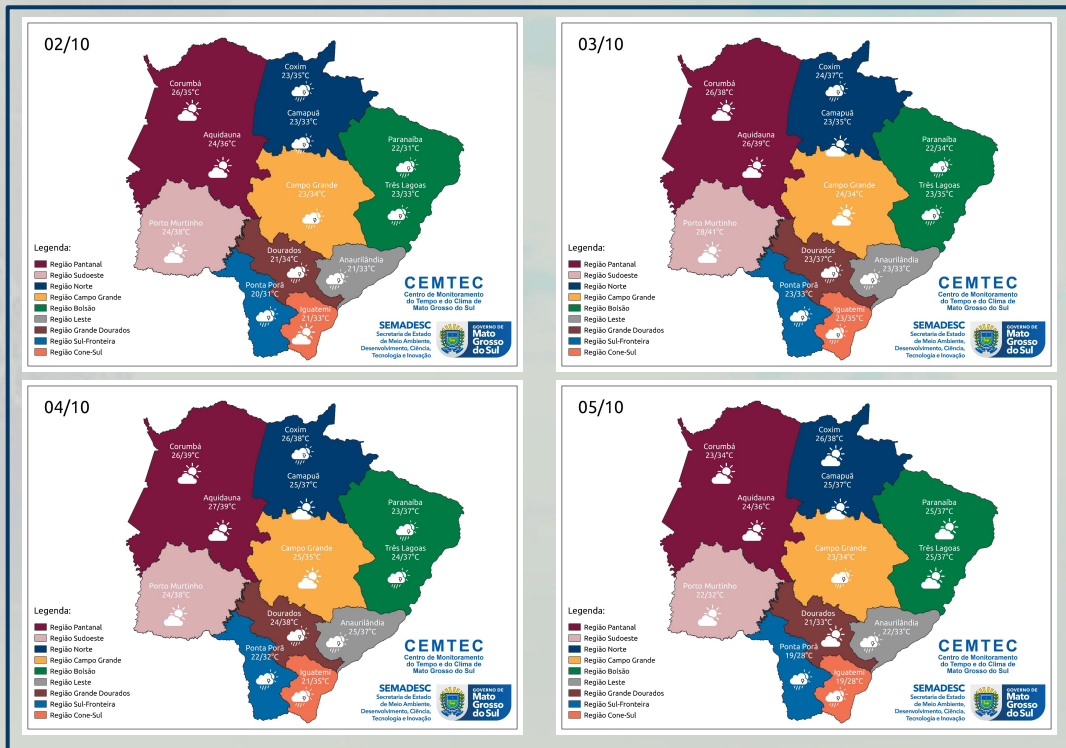 02/10
Corumbá
26/35°C
Coxim
23/35°C
Camapuã
23/33°C
Aquidauna
24/36°C
Paranaíba
22/31°C
Campo Grande
23/34°C
Três Lagoas
23/33°C
Porto Murtinho
24/38°C
Dourados
21/34°C
Anaurilândia
21/33°C
Ponta Porã
20/31°C
Iguatemi
21/33°C
Legenda:
Região Pantanal
Região Sudoeste
Região Norte
Região Campo Grande
Região Bolsão
Região Leste
Região Grande Dourados
Região Sul-Fronteira
Região Cone-Sul
CEMTEC
Centro de Monitoramento
do Tempo e do Clima de
Mato Grosso do Sul
SEMADESC
Secretaria de Estado
de Meio Ambiente,
Desenvolvimento, Ciência,
Tecnologia e Inovação
GOVERNO DE
Mato
Grosso
do Sul
03/10
Corumbá
26/38°C
Coxim
24/37°C
Camapuã
23/35°C
Aquidauna
26/39°C
Paranaíba
22/34°C
Campo Grande
24/34°C
Três Lagoas
23/35°C
Porto Murtinho
28/41°C
Dourados
23/37°C
Anaurilândia
23/33°C
Ponta Porã
23/33°C
Iguatemi
23/35°C
Legenda:
Região Pantanal
Região Sudoeste
Região Norte
Região Campo Grande
Região Bolsão
Região Leste
Região Grande Dourados
Região Sul-Fronteira
Região Cone-Sul
CEMTEC
Centro de Monitoramento
do Tempo e do Clima de
Mato Grosso do Sul
SEMADESC
Secretaria de Estado
de Meio Ambiente,
Desenvolvimento, Ciência,
Tecnologia e Inovação
GOVERNO DE
Mato
Grosso
do Sul
04/10
Corumbá
26/39°C
Coxim
26/38°C
Camapuã
25/37°C
Aquidauna
27/39°C
Paranaíba
23/37°C
Campo Grande
25/35°C
Três Lagoas
24/37°C
Porto Murtinho
24/38°C
Dourados
24/38°C
Anaurilândia
25/37°C
Ponta Porã
22/32°C
Iguatemi
21/35°C
Legenda:
Região Pantanal
Região Sudoeste
Região Norte
Região Campo Grande
Região Bolsão
Região Leste
Região Grande Dourados
Região Sul-Fronteira
Região Cone-Sul
CEMTEC
Centro de Monitoramento
do Tempo e do Clima de
Mato Grosso do Sul
SEMADESC
Secretaria de Estado
de Meio Ambiente,
Desenvolvimento, Ciência,
Tecnologia e Inovação
GOVERNO DE
Mato
Grosso
do Sul
05/10
Corumbá
23/34°C
Coxim
26/38°C
Camapuã
25/37°C
Aquidauna
24/36°C
Paranaíba
25/37°C
Campo Grande
23/34°C
Três Lagoas
25/37°C
Porto Murtinho
22/32°C
Dourados
21/33°C
Anaurilândia
22/33°C
Ponta Porã
19/28°C
Iguatemi
19/28°C
Legenda:
Região Pantanal
Região Sudoeste
Região Norte
Região Campo Grande
Região Bolsão
Região Leste
Região Grande Dourados
Região Sul-Fronteira
Região Cone-Sul
CEMTEC
Centro de Monitoramento
do Tempo e do Clima de
Mato Grosso do Sul
SEMADESC
Secretaria de Estado
de Meio Ambiente,
Desenvolvimento, Ciência,
Tecnologia e Inovação
GOVERNO DE
Mato
Grosso
do Sul